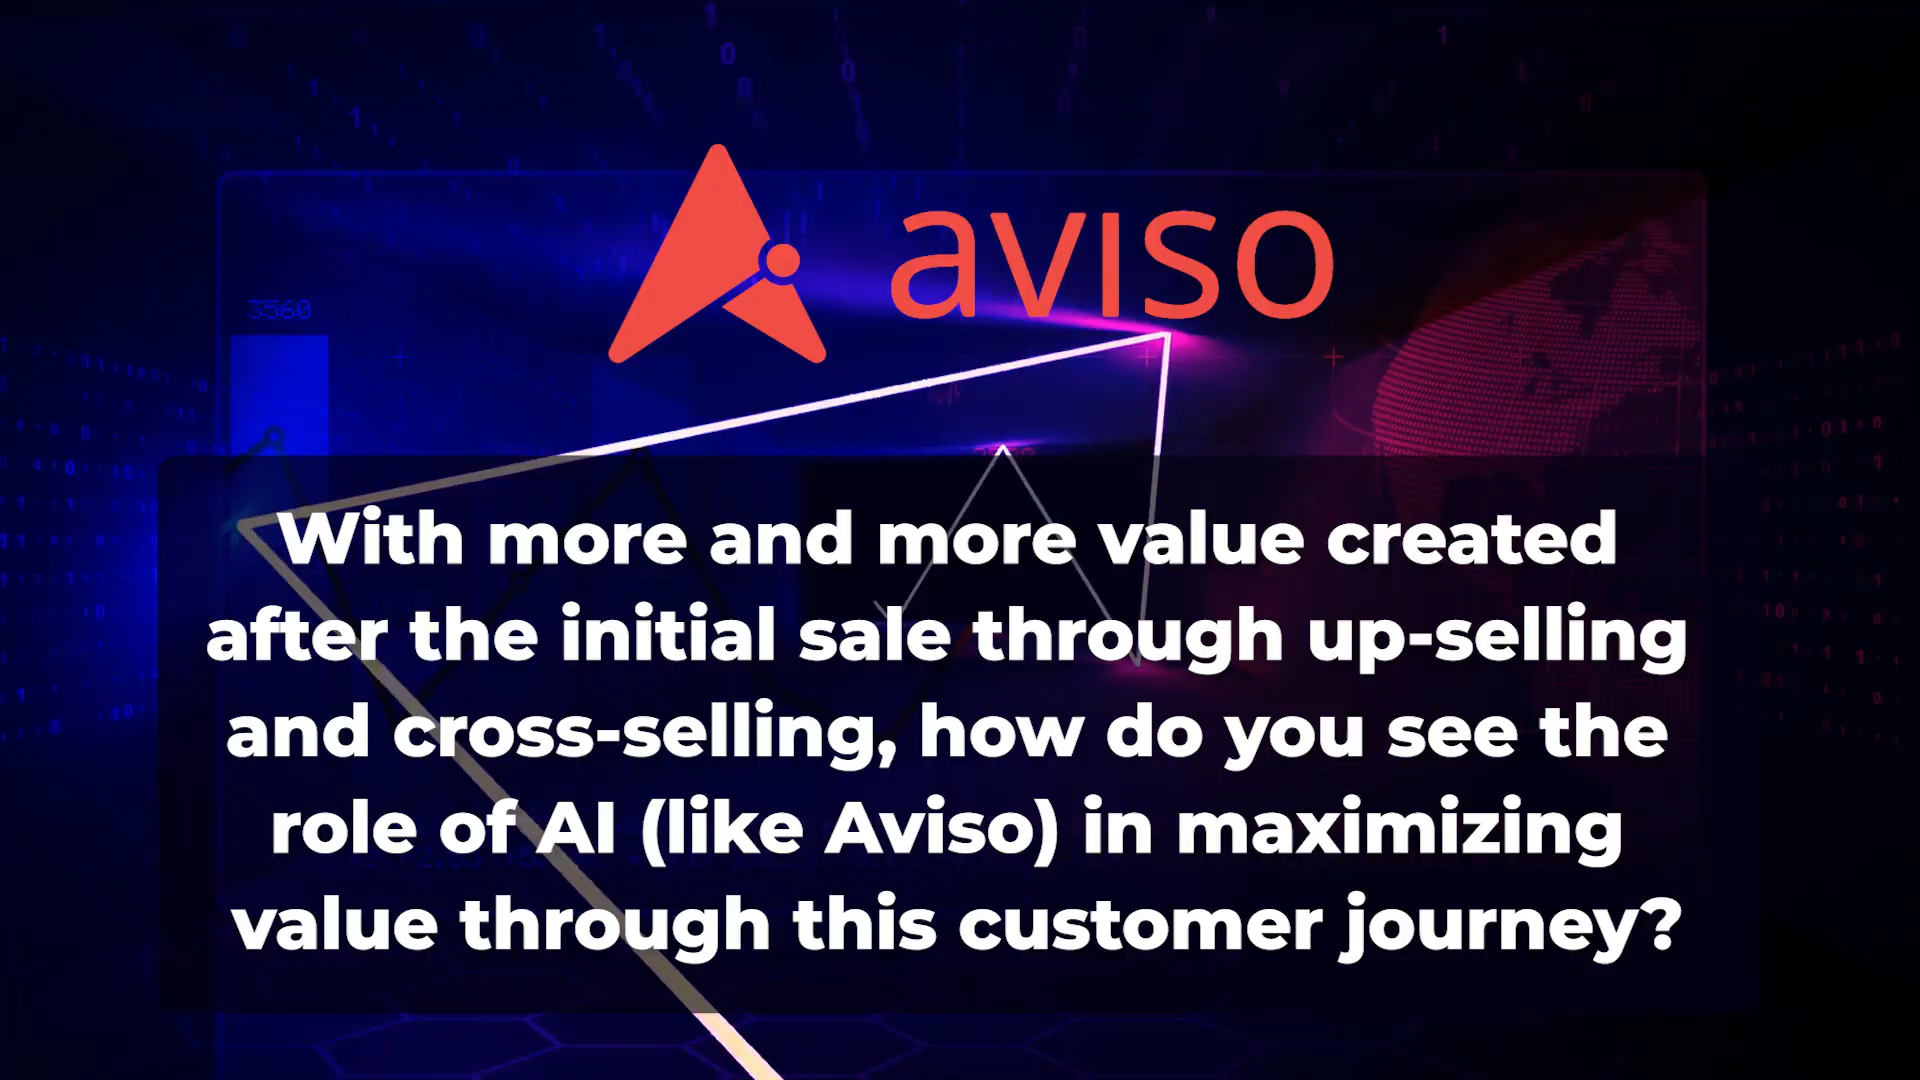 aviso
3560
With more and more value created
after the initial sale through up-selling
and cross-selling, how do you see the
role of AI (like Aviso) in maximizing
value through this customer journey?